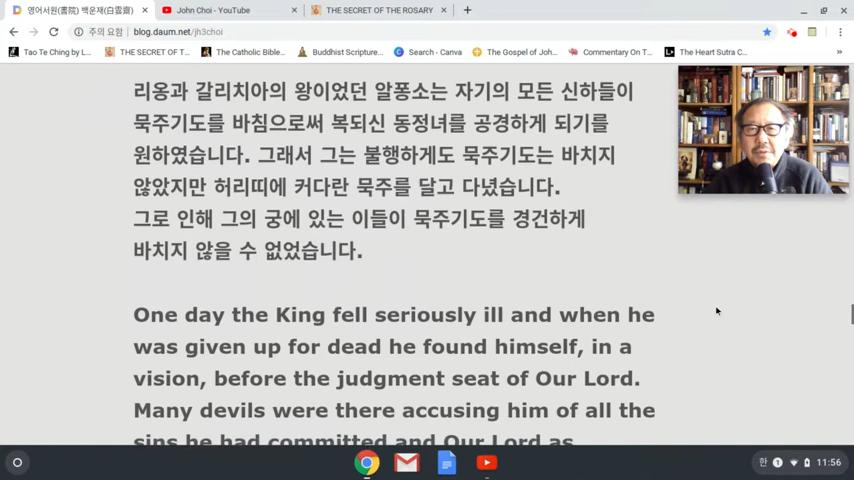 영어서원(書院) 백운재(白雲齋)
John Choi - YouTube
THE SECRET OF THE ROSARY
주의 요함
blog.daum.net/jh3choi
Tao Te Ching by L...
THE SECRET OF T...
The Catholic Bible...
Buddhist Scripture...
Search - Canva
The Gospel of Joh...
Commentary On T...
The Heart Sutra C...
리옹과 갈리치아의 왕이었던 알퐁소는 자기의 모든 신하들이
묵주기도를 바침으로써 복되신 동정녀를 공경하게 되기를
원하였습니다. 그래서 그는 불행하게도 묵주기도는 바치지
않았지만 허리띠에 커다란 묵주를 달고 다녔습니다.
그로 인해 그의 궁에 있는 이들이 묵주기도를 경건하게
바치지 않을 수 없었습니다.
One day the King fell seriously ill and when he
was given up for dead he found himself, in a
vision, before the judgment seat of Our Lord.
Many devils were there accusing him of all the
sins he had committed and Our Lord as
한
1
11:56